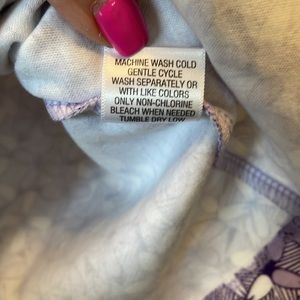 MACHINE WASH COLD
GENTLE CYCLE
WASH SEPARATELY OR
WITH LIKE COLORS
ONLY NON-CHLORINE
BLEACH WHEN NEEDED
TUMBLE DRY LOW